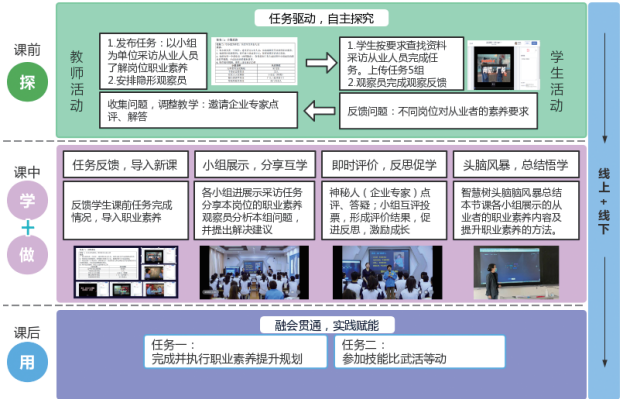 任务驱动，自主探究
课前
探
教师活动
1.发布任务：以小组
为单位采访从业人员
了解岗位职业素养
2.安排隐形观察员
1.学生按要求查找资料
采访从业人员完成任
务。上传任务5组
2.观察员完成观察反馈
学生活动
收集问题，调整教学：邀请企业专家点
评、解答
反馈问题：不同岗位对从业者的素养要求
课中
学
+
做
任务反馈，导入新课
小组展示，分享互学
即时评价，反思促学
头脑风暴，总结悟学
反馈学生课前任务完成
情况，导入职业素养
各小组进展示采访任务
分享本岗位的职业素养
观察员分析本组问题，
并提出解决建议
神秘人（企业专家）点
评、答疑；小组互评投
票，形成评价结果，促
进反思，激励成长
智慧树头脑脑风暴总结
本节课各小组展示的从
业者的职业素养内容及
提升职业素养的方法。
线上+线下
课后
用
融会贯通，实践赋能
任务一：
完成并执行职业素养提升规划
任务二：
参加技能比武活等动